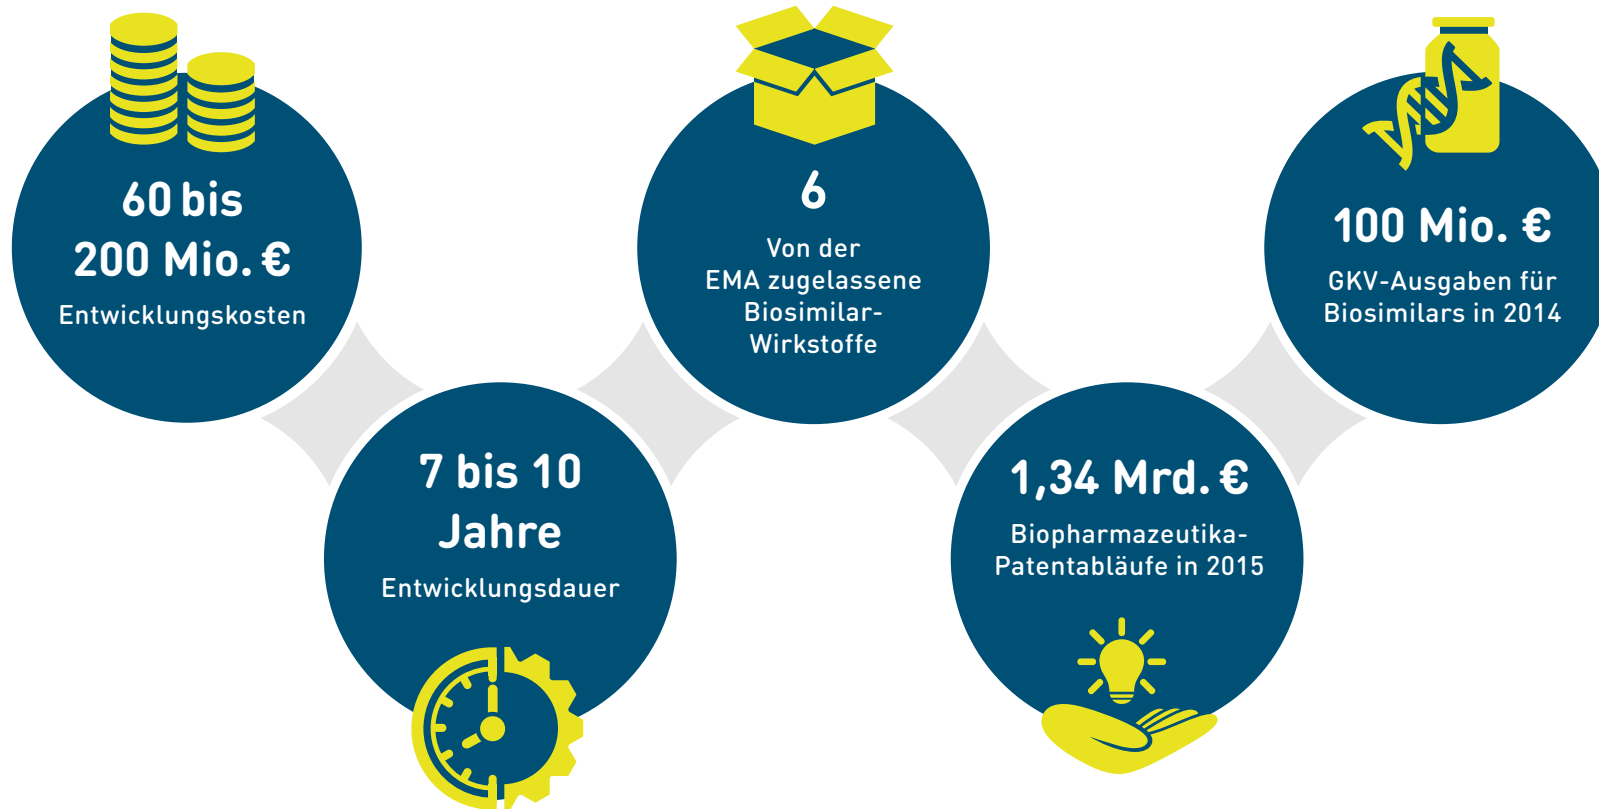 60 bis
200 Mio. €
Entwicklungskosten
7 bis 10
Jahre
Entwicklungsdauer
6
Von der
EMA zugelassene
Biosimilar-
Wirkstoffe
1,34 Mrd. €
Biopharmazeutika-
Patentabläufe in 2015
100 Mio. €
GKV-Ausgaben für
Biosimilars in 2014